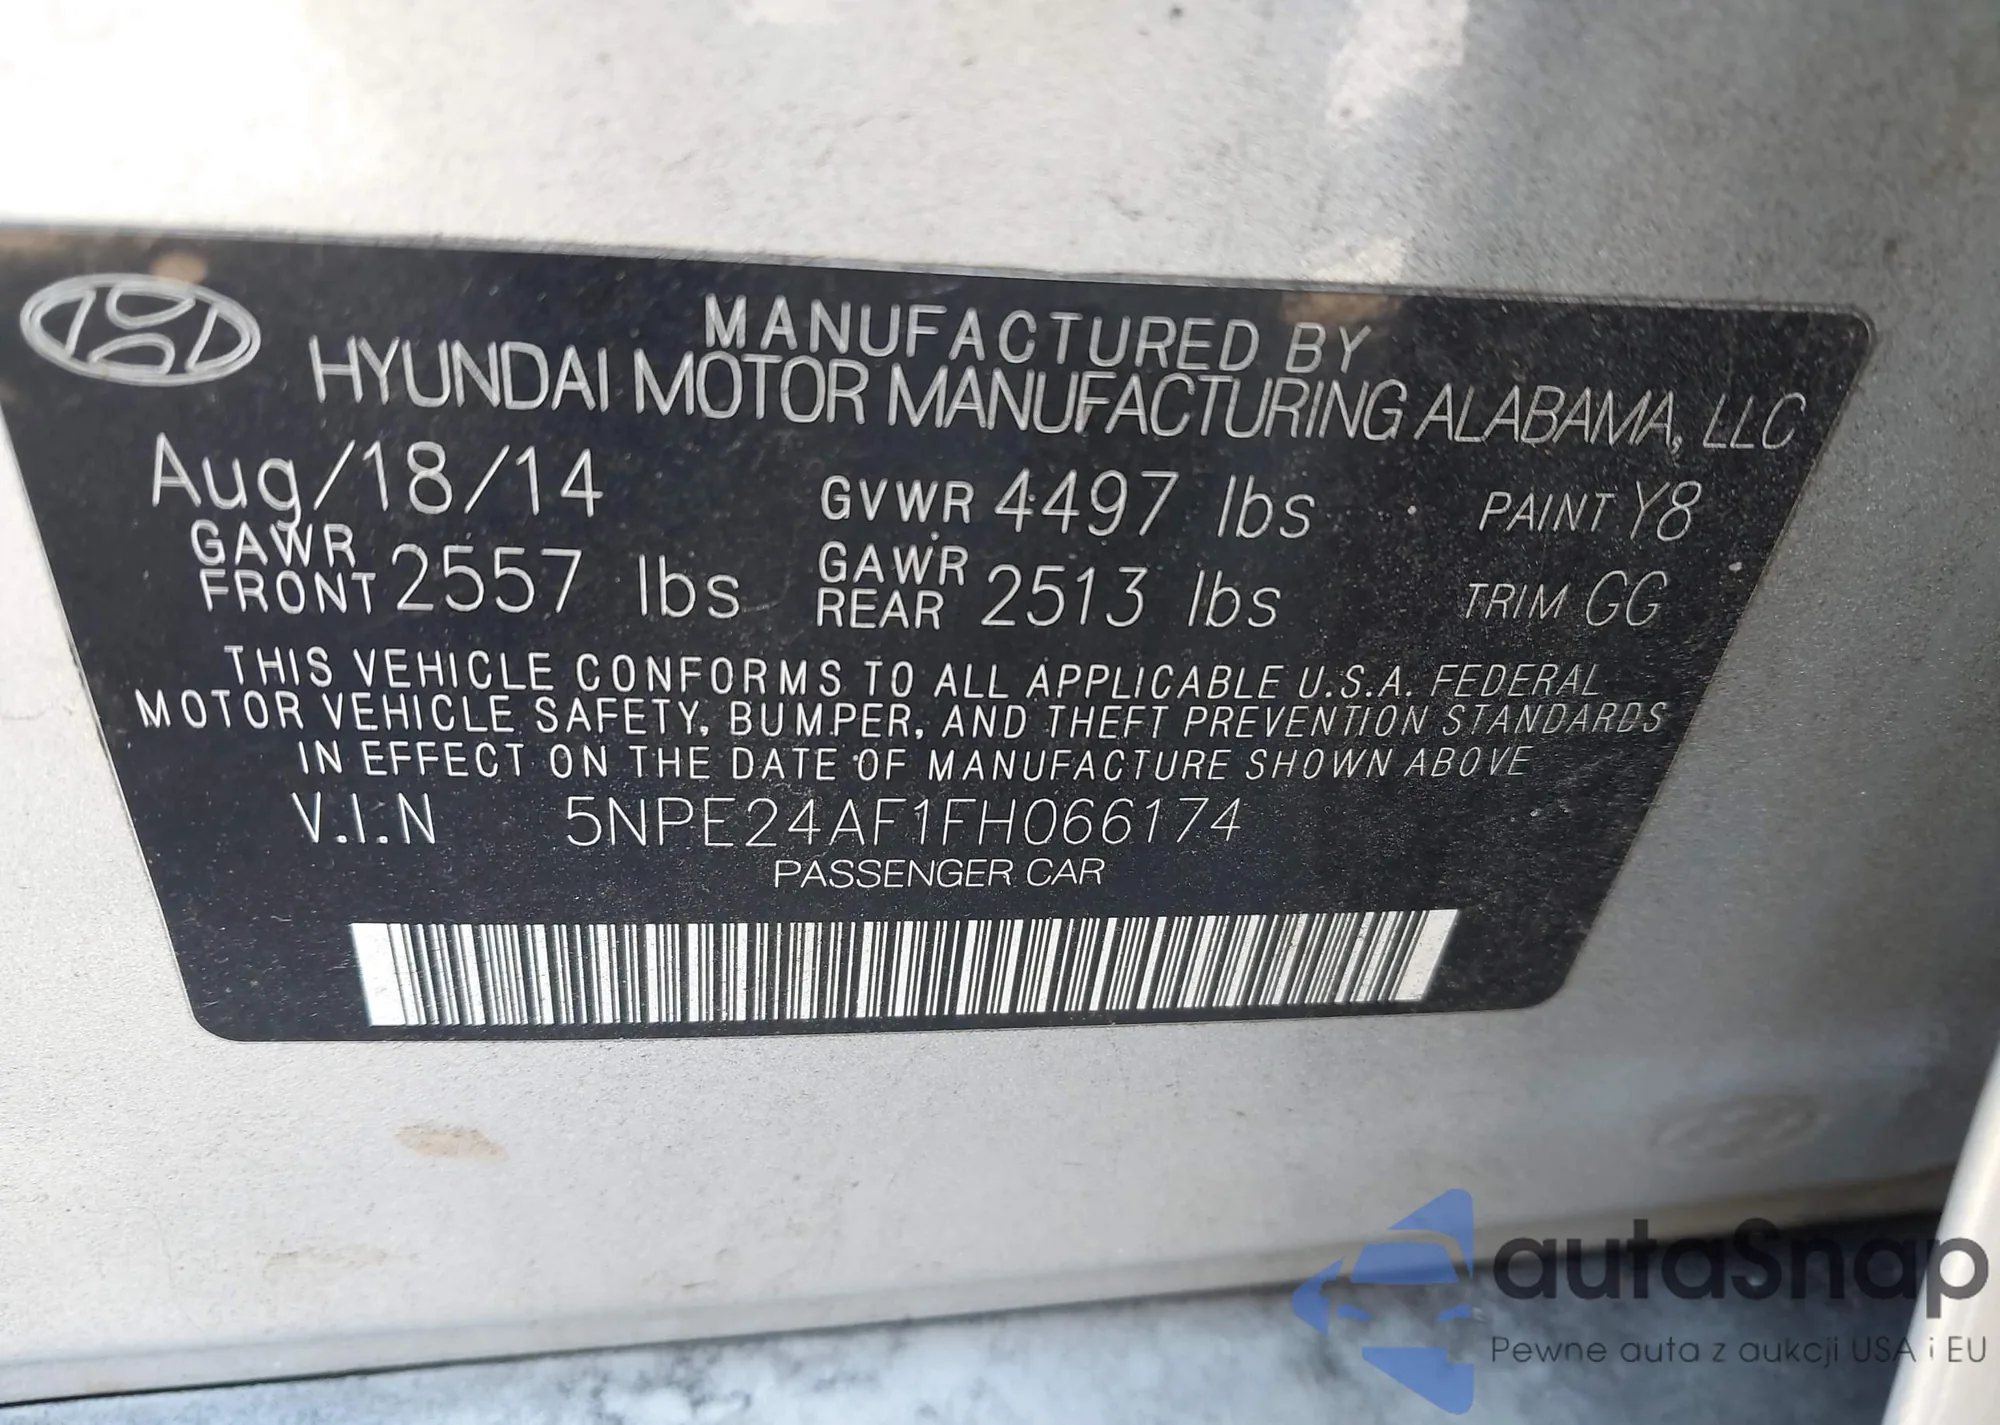 MANUFACTURED BY
HYUNDAI MOTOR MANUFACTURING ALABAMA, LLC
Aug/18/14 GVWR 4497 lbs PAINT Y8
GAWR FRONT 2557 lbs GAWR REAR 2513 lbs TRIM GG
THIS VEHICLE CONFORMS TO ALL APPLICABLE U.S.A. FEDERAL
MOTOR VEHICLE SAFETY, BUMPER, AND THEFT PREVENTION STANDARDS
IN EFFECT ON THE DATE OF MANUFACTURE SHOWN ABOVE
V.I.N 5NPE24AF1FH066174
PASSENGER CAR
autaSnap
Pewne auta z aukcji USA i EU